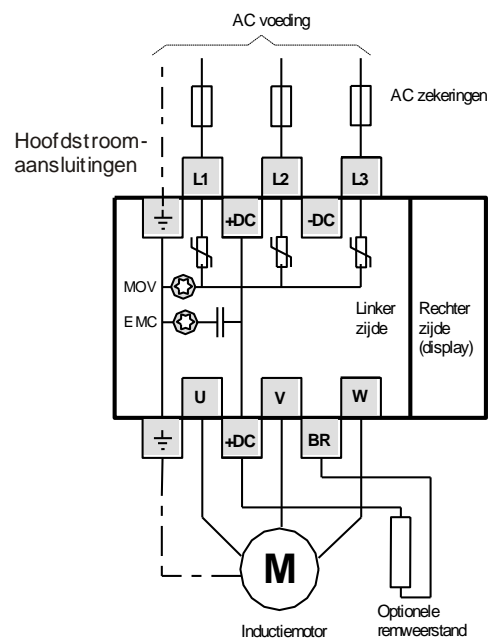 AC voeding
AC zekeringen
Hoofdstroom-
aansluitingen
L1 L2 L3
+DC -DC
MOV
EMC
Linker
zijde
Rechter
zijde
(display)
U V W
+DC BR
M
Inductiemotor
Optionele
remweerstand